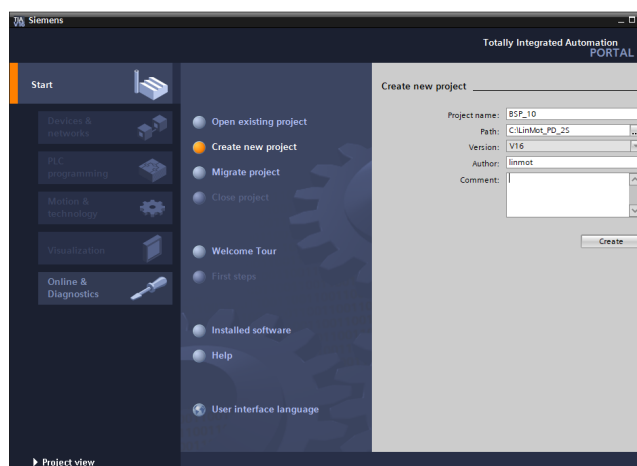 Siemens
Totally Integrated Automation
PORTAL
Start
Devices &
networks
PLC
programming
Motion &
technology
Visualization
Online &
Diagnostics
Open existing project
Create new project
Migrate project
Close project
Welcome Tour
First steps
Installed software
Help
User interface language
Create new project
Project name: BSP_10
Path: C:\LinMot_PD_2S ...
Version: V16
Author: linmot
Comment:
Create
Project view